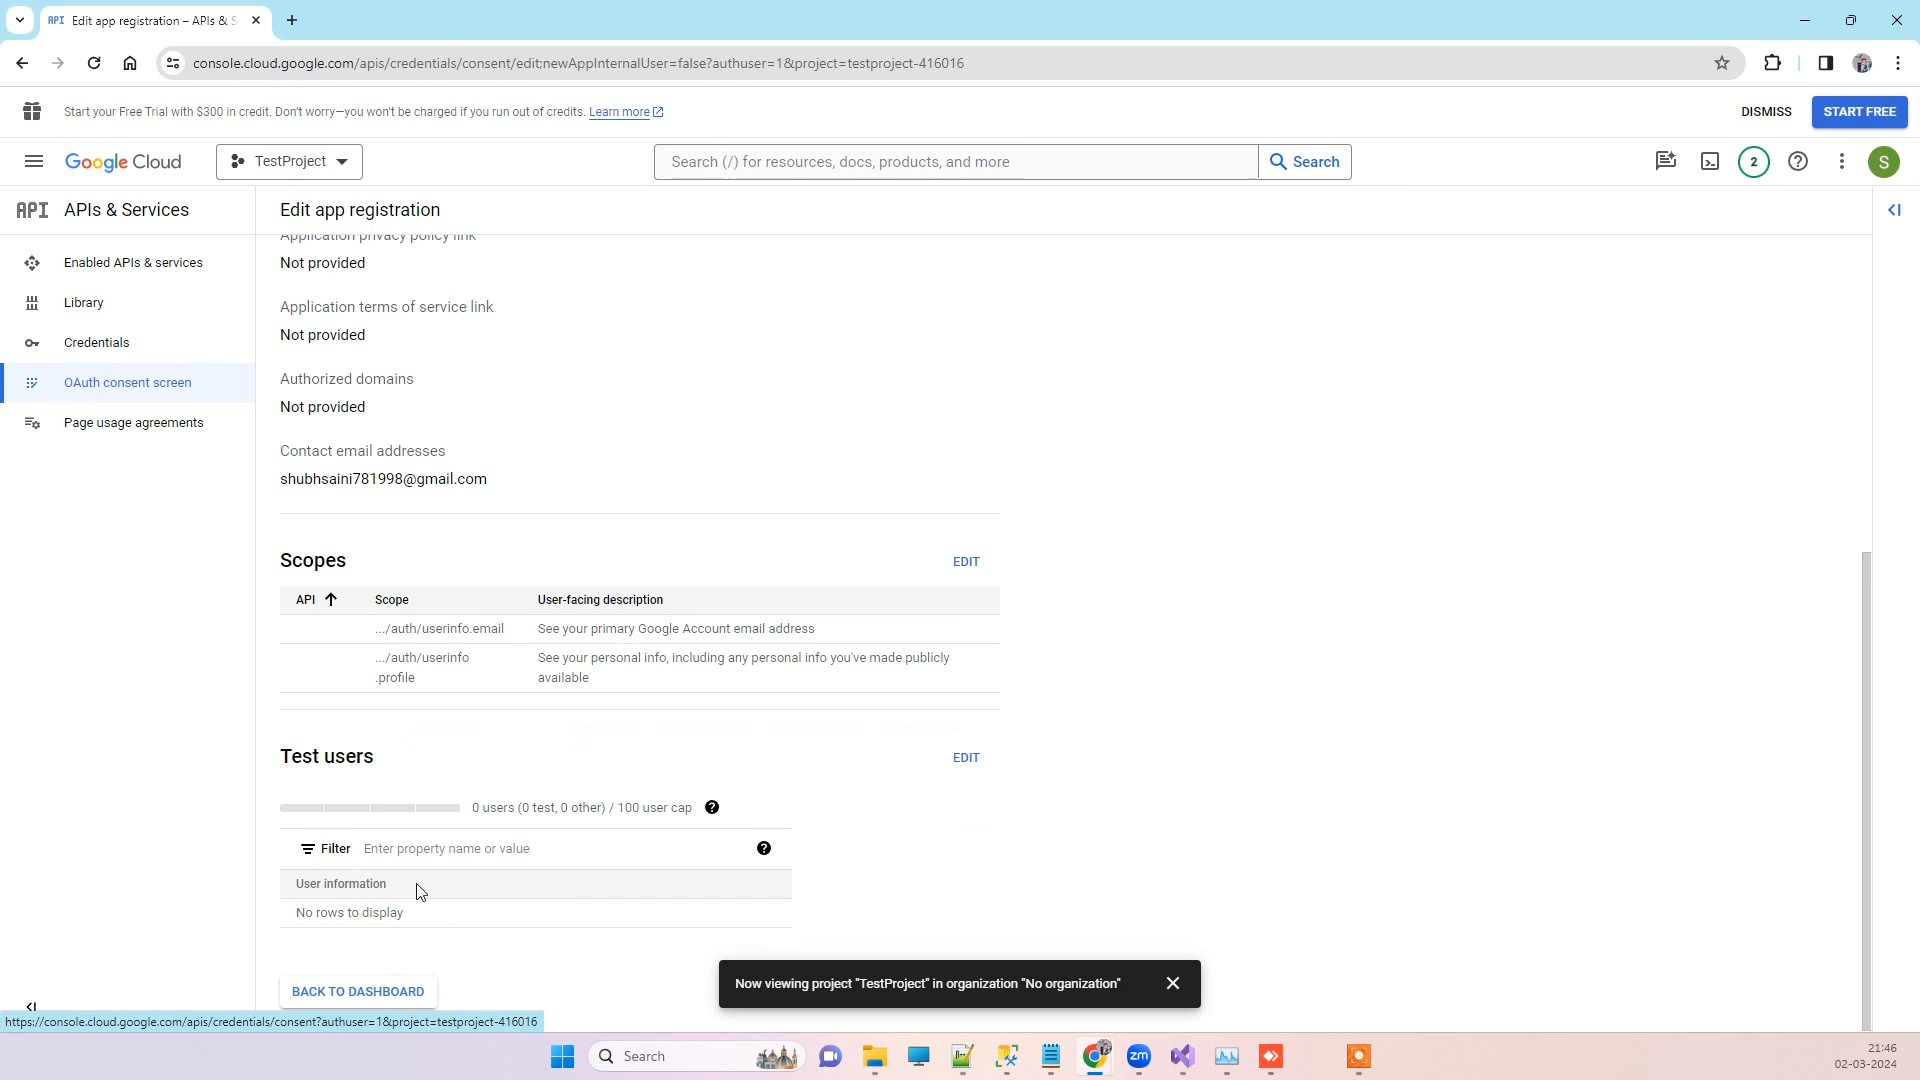 API Edit app registration – APIs & S
console.cloud.google.com/apis/credentials/consent/edit;newAppInternalUser=false?authuser=1&project=testproject-416016
Start your Free Trial with $300 in credit. Don't worry—you won't be charged if you run out of credits. Learn more
DISMISS
START FREE
Google Cloud
TestProject
Search (/) for resources, docs, products, and more
Search
2
S
API APIs & Services
Edit app registration
Enabled APIs & services
Library
Credentials
OAuth consent screen
Page usage agreements
Application privacy policy link
Not provided
Application terms of service link
Not provided
Authorized domains
Not provided
Contact email addresses
shubhsaini781998@gmail.com
Scopes
EDIT
API Scope User-facing description
.../auth/userinfo.email See your primary Google Account email address
.../auth/userinfo See your personal info, including any personal info you've made publicly
.profile available
Test users
EDIT
0 users (0 test, 0 other) / 100 user cap
Filter Enter property name or value
User information
No rows to display
BACK TO DASHBOARD
Now viewing project "TestProject" in organization "No organization"
https://console.cloud.google.com/apis/credentials/consent?authuser=1&project=testproject-416016
Search
zm
21:46
02-03-2024